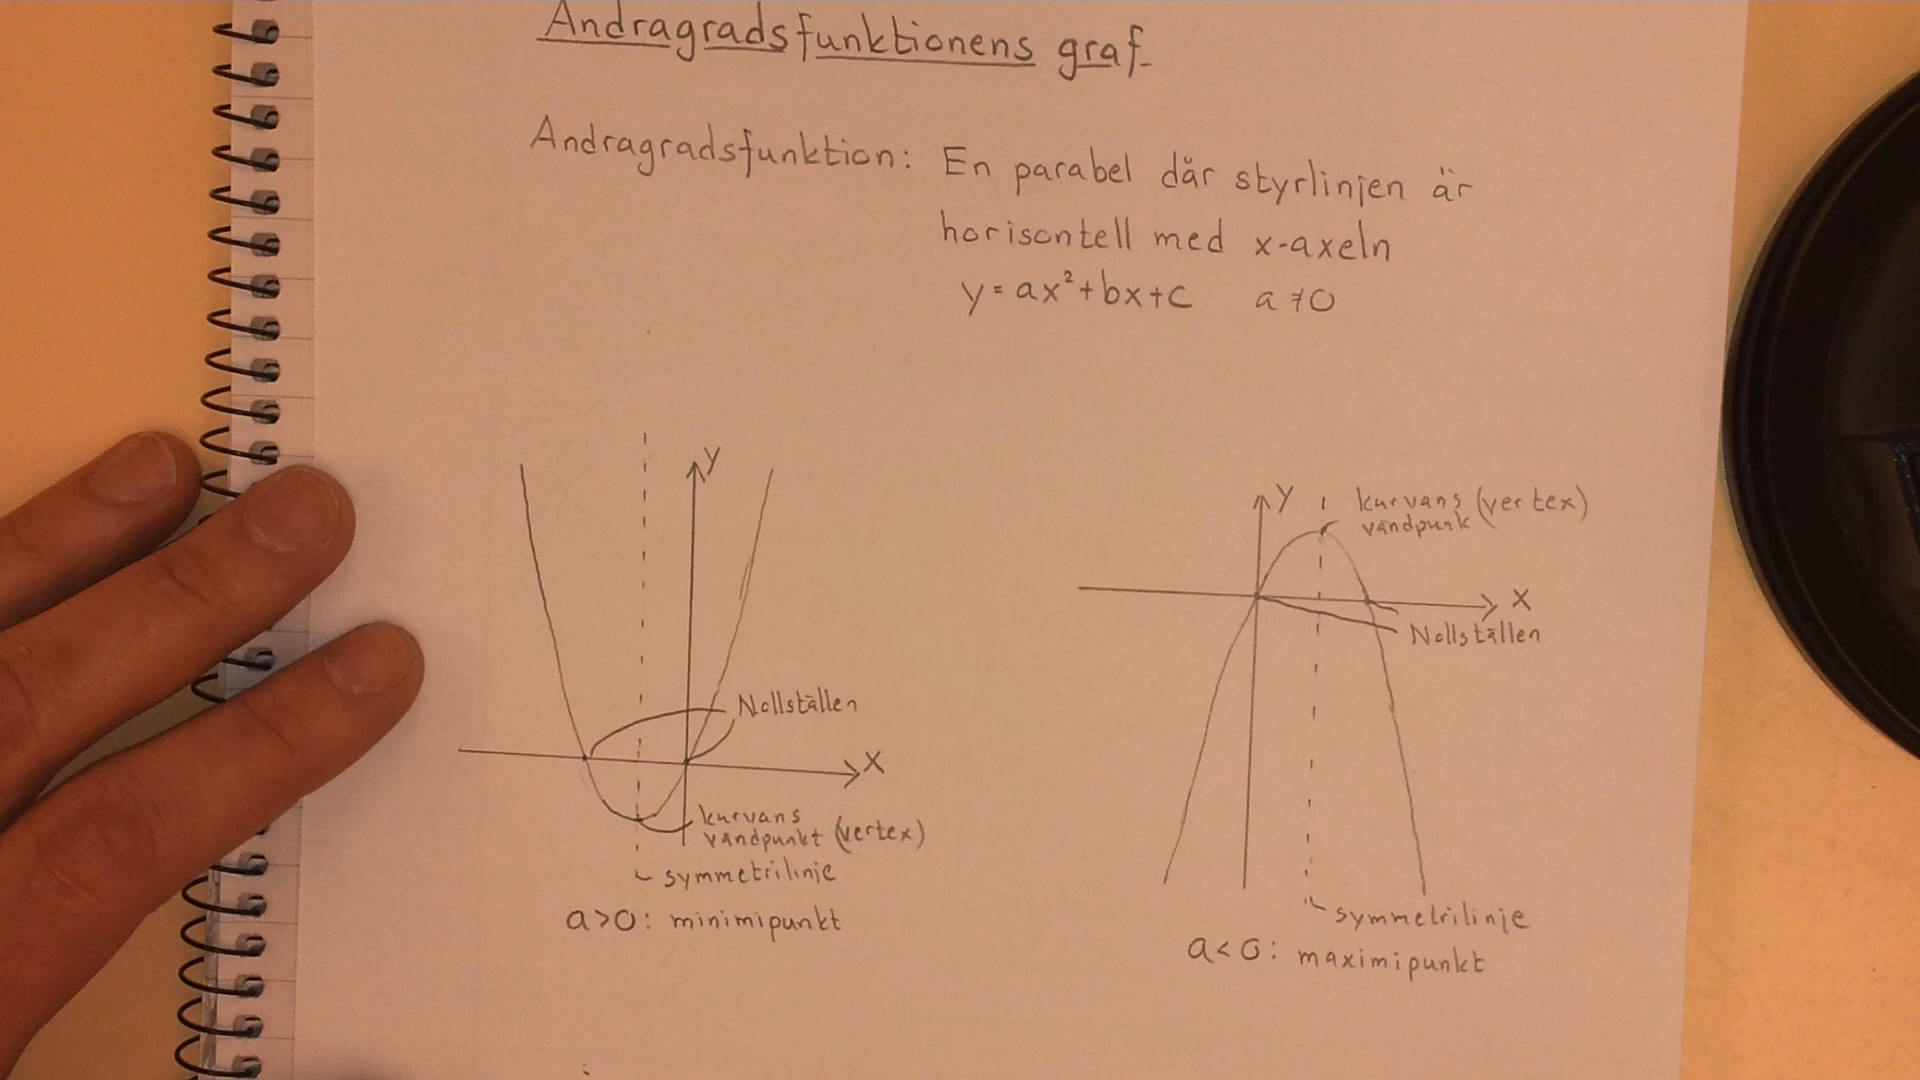 Andragradsfunktionens graf
Andragradsfunktion: En parabel där styrlinjen är
horisontell med x-axeln
y = ax² + bx + c a ≠ 0
y
Nollställen
x
kurvans
vändpunkt (vertex)
symmetrilinje
a > 0: minimipunkt
y
kurvans (vertex)
vändpunk
x
Nollställen
symmetrilinje
a < 0: maximipunkt